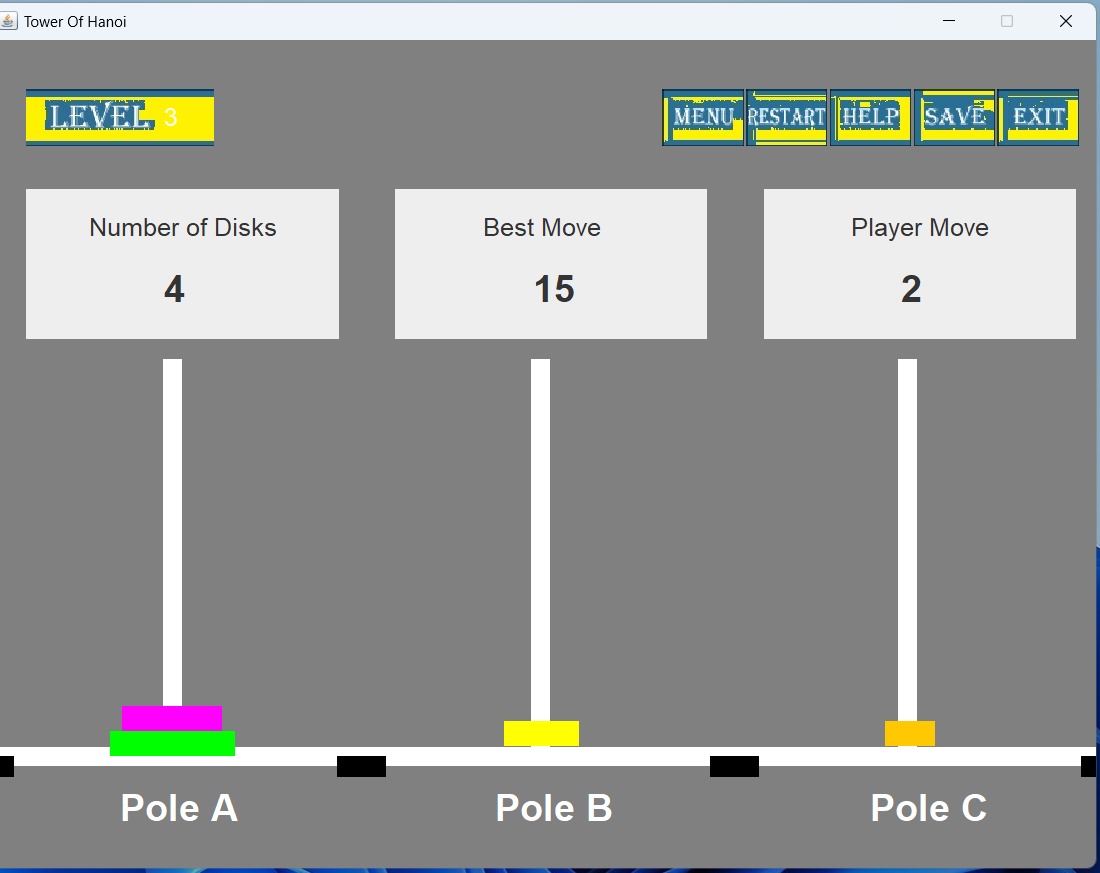 Tower Of Hanoi
LEVEL 3
MENU RESTART HELP SAVE EXIT
Number of Disks Best Move Player Move
4 15 2
Pole A Pole B Pole C